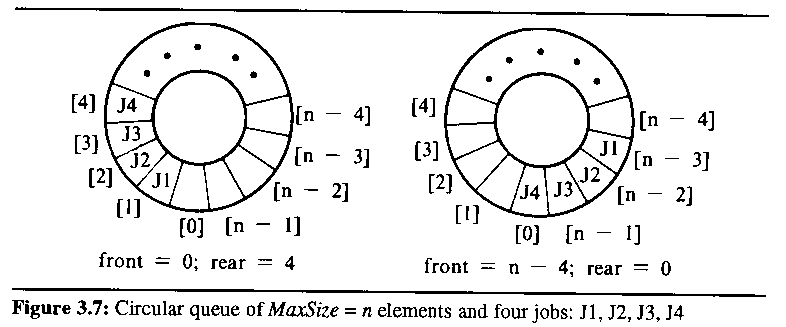 [4] J4
[3] J3
[2] J2
[1] J1
[0] [n − 1]
[n − 2]
[n − 3]
[n − 4]
front = 0; rear = 4
[4]
[3]
[2]
[1]
[0] J4
[n − 1] J3
[n − 2] J2
[n − 3] J1
[n − 4]
front = n − 4; rear = 0
Figure 3.7: Circular queue of MaxSize = n elements and four jobs: J1, J2, J3, J4